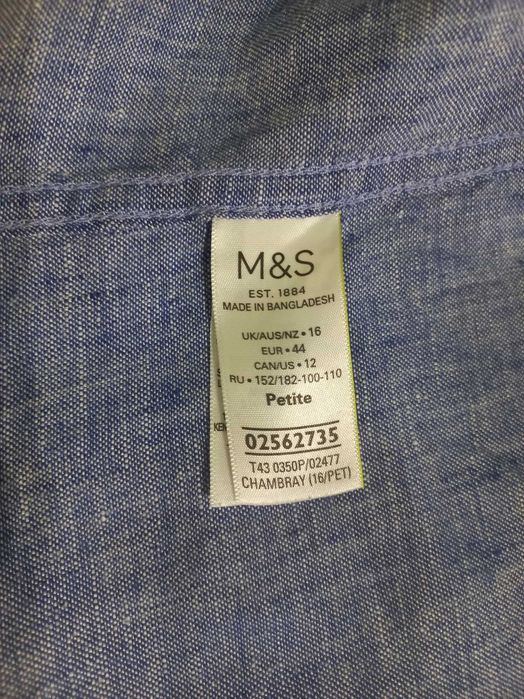 M&S
EST. 1884
MADE IN BANGLADESH
UK/AUS/NZ • 16
EUR • 44
CAN/US • 12
RU • 152/182-100-110
Petite
02562735
T43 0350P/02477
CHAMBRAY (16/PET)